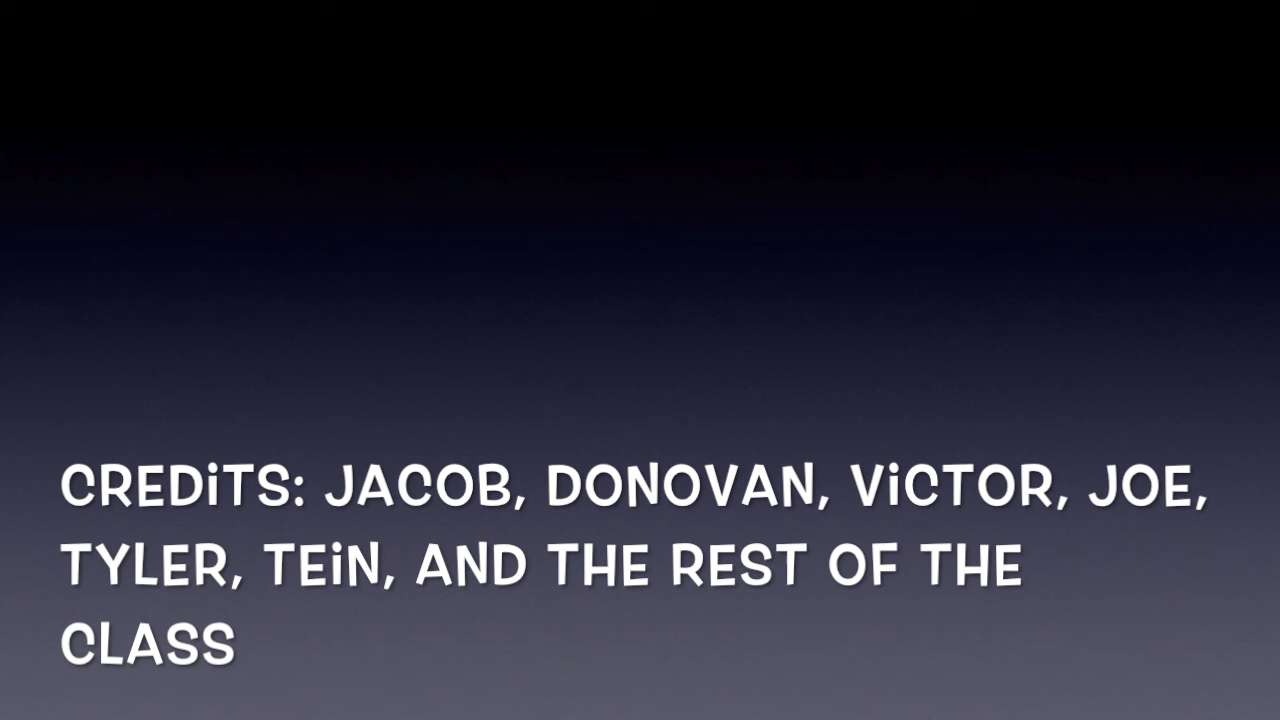 CREDiTS: JACOB, DONOVAN, ViCTOR, JOE,
TYLER, TEiN, AND THE REST OF THE
CLASS